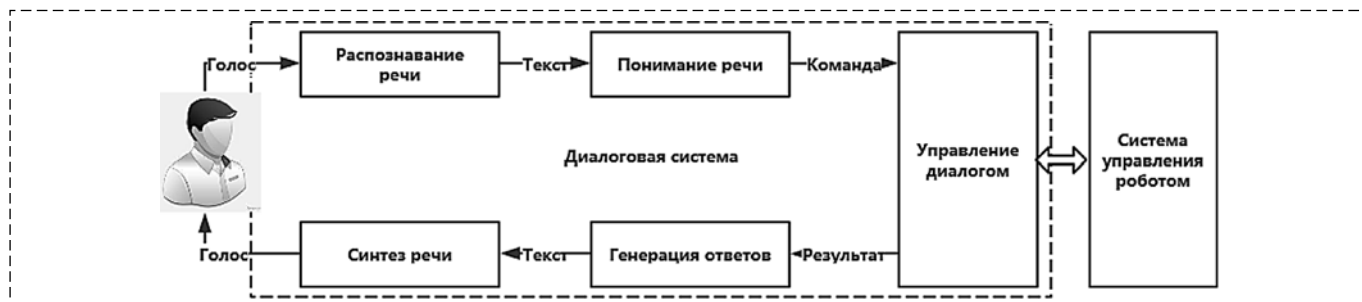 Голос
Распознавание
речи
Текст
Понимание речи
Команда
Управление
диалогом
Система
управления
роботом
Диалоговая система
Голос
Синтез речи
Текст
Генерация ответов
Результат